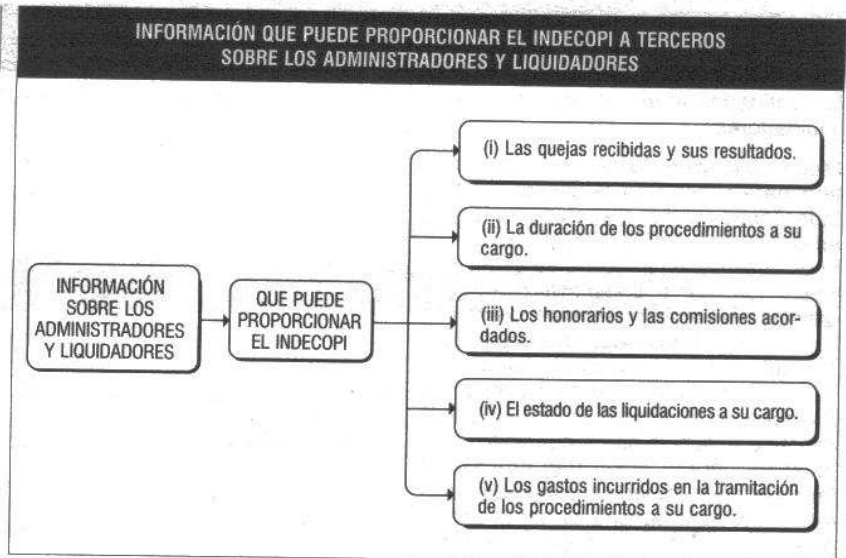 INFORMACIÓN QUE PUEDE PROPORCIONAR EL INDECOPI A TERCEROS
SOBRE LOS ADMINISTRADORES Y LIQUIDADORES
INFORMACIÓN
SOBRE LOS
ADMINISTRADORES
Y LIQUIDADORES
QUE PUEDE
PROPORCIONAR
EL INDECOPI
(i) Las quejas recibidas y sus resultados.
(ii) La duración de los procedimientos a su
cargo.
(iii) Los honorarios y las comisiones acor-
dados.
(iv) El estado de las liquidaciones a su cargo.
(v) Los gastos incurridos en la tramitación
de los procedimientos a su cargo.